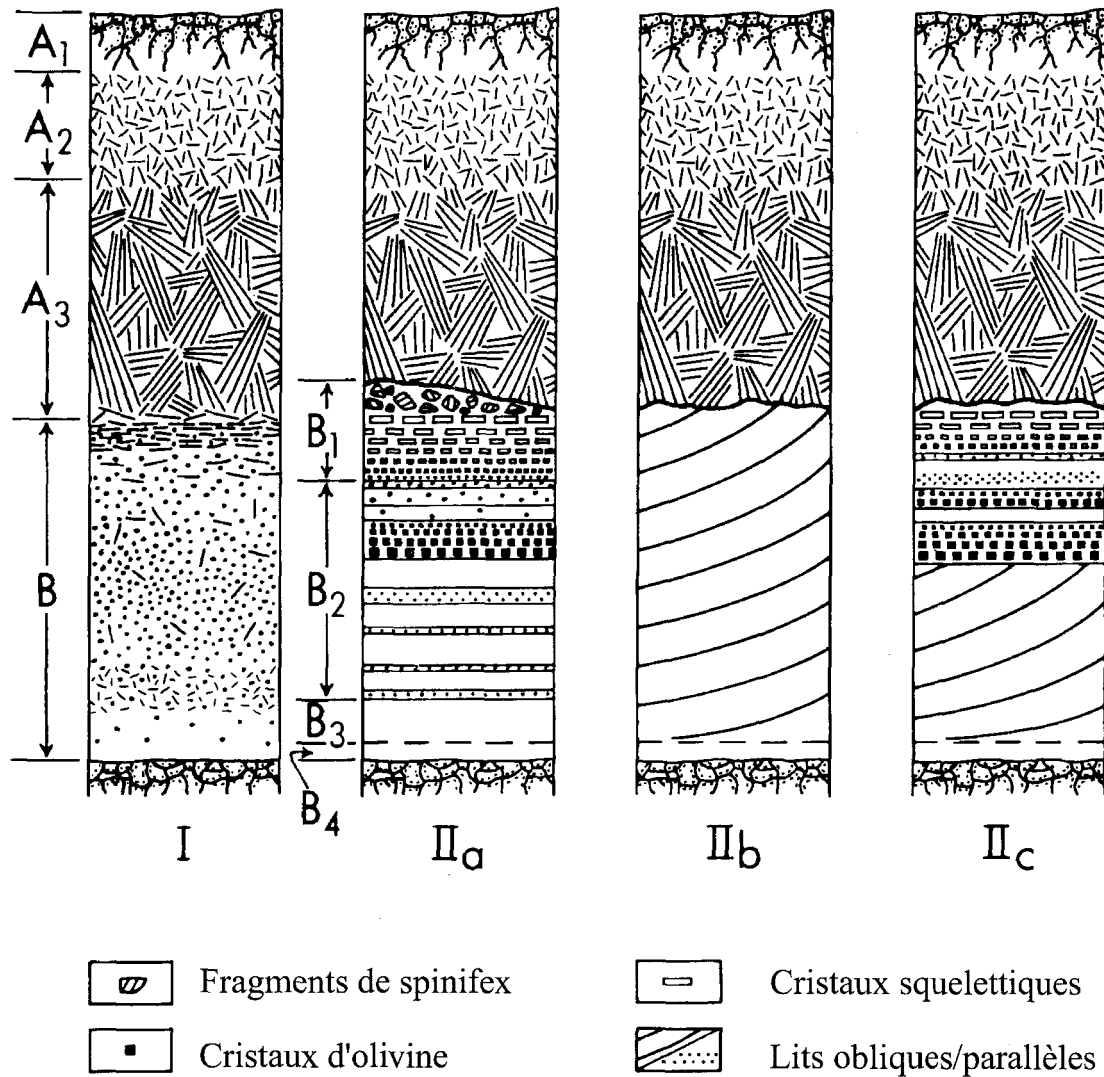 A1
A2
A3
B
B1
B2
B3
B4
I
IIa
IIb
IIc
Fragments de spinifex
Cristaux squelettiques
Cristaux d'olivine
Lits obliques/parallèles